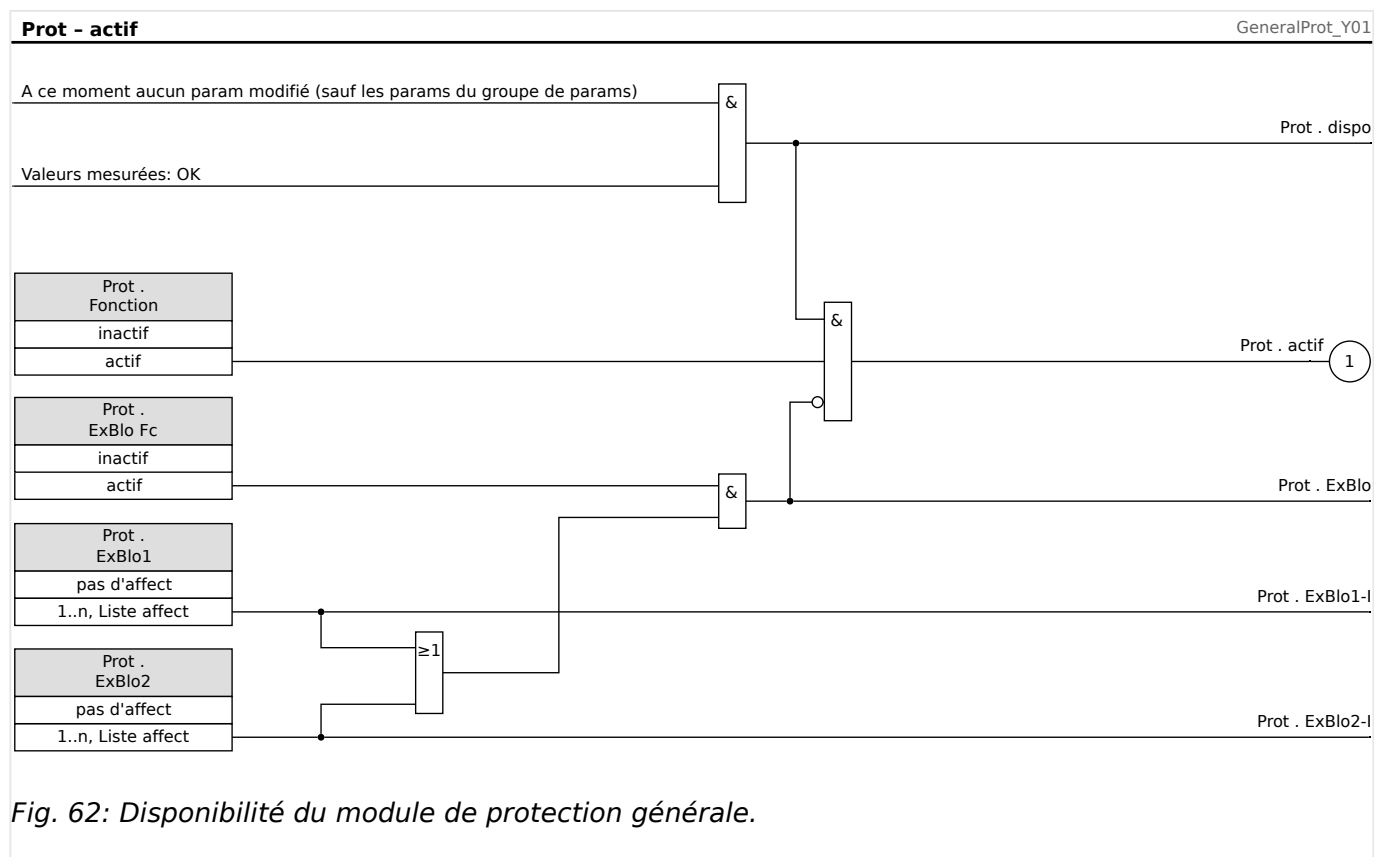 Prot – actif
GeneralProt_Y01
A ce moment aucun param modifié (sauf les params du groupe de params)
&
Prot . dispo
Valeurs mesurées: OK
Prot .
Fonction
inactif
actif
&
Prot . actif
1
Prot .
ExBlo Fc
inactif
actif
&
Prot . ExBlo
Prot .
ExBlo1
pas d'affect
1..n, Liste affect
Prot . ExBlo1-I
≥1
Prot .
ExBlo2
pas d'affect
1..n, Liste affect
Prot . ExBlo2-I
Fig. 62: Disponibilité du module de protection générale.